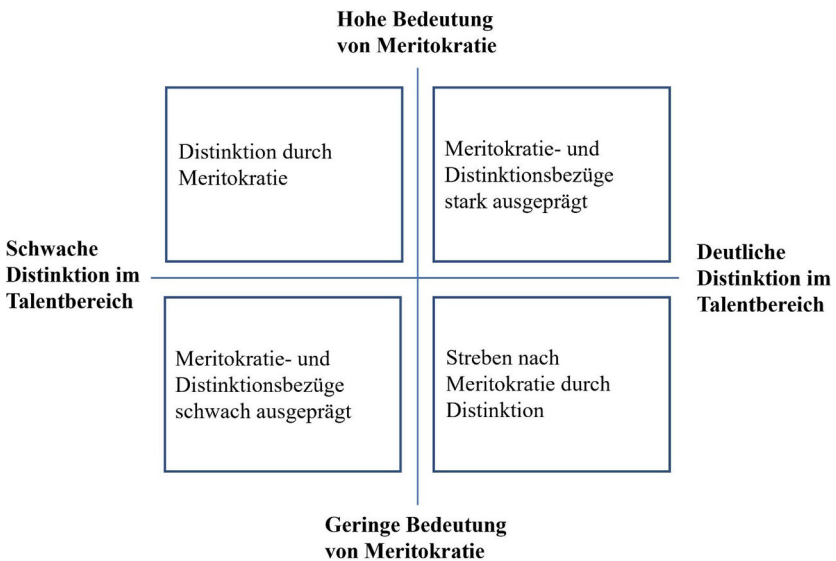 Hohe Bedeutung
von Meritokratie
Distinktion durch
Meritokratie
Meritokratie- und
Distinktionsbezüge
stark ausgeprägt
Schwache
Distinktion im
Talentbereich
Deutliche
Distinktion im
Talentbereich
Meritokratie- und
Distinktionsbezüge
schwach ausgeprägt
Streben nach
Meritokratie durch
Distinktion
Geringe Bedeutung
von Meritokratie